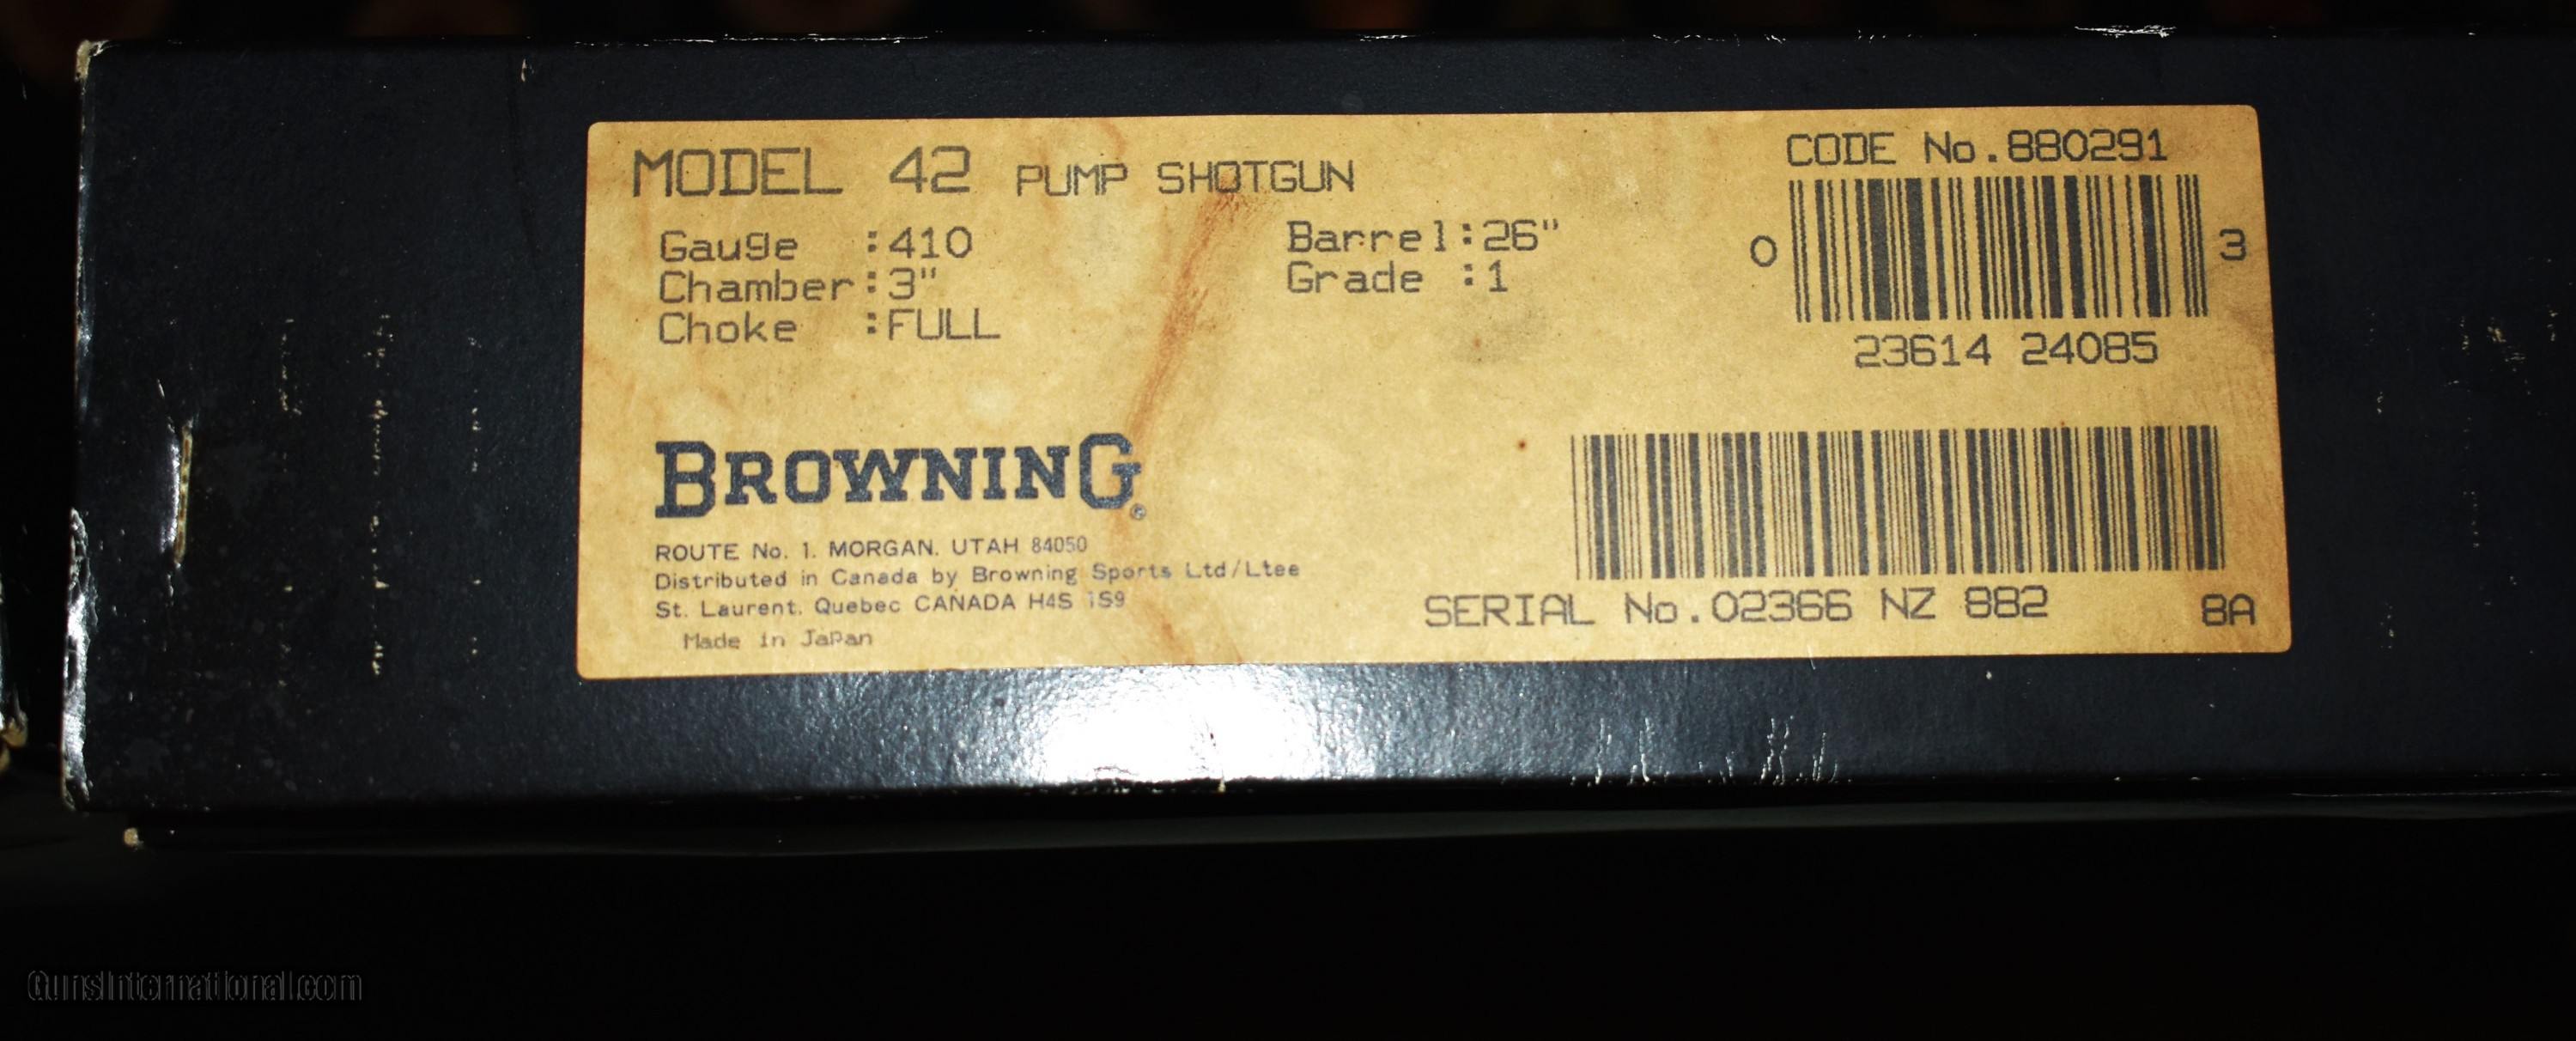 MODEL 42 PUMP SHOTGUN
Gauge :410
Chamber:3"
Choke :FULL
Barrel:26"
Grade :1
CODE No.880291
0 3
23614 24085
BROWNING®
ROUTE No. 1. MORGAN. UTAH 84050
Distributed in Canada by Browning Sports Ltd/Ltee
St. Laurent. Quebec CANADA H4S 1S9
Made in Japan
SERIAL No.02366 NZ 882 8A
GunsInternational.com